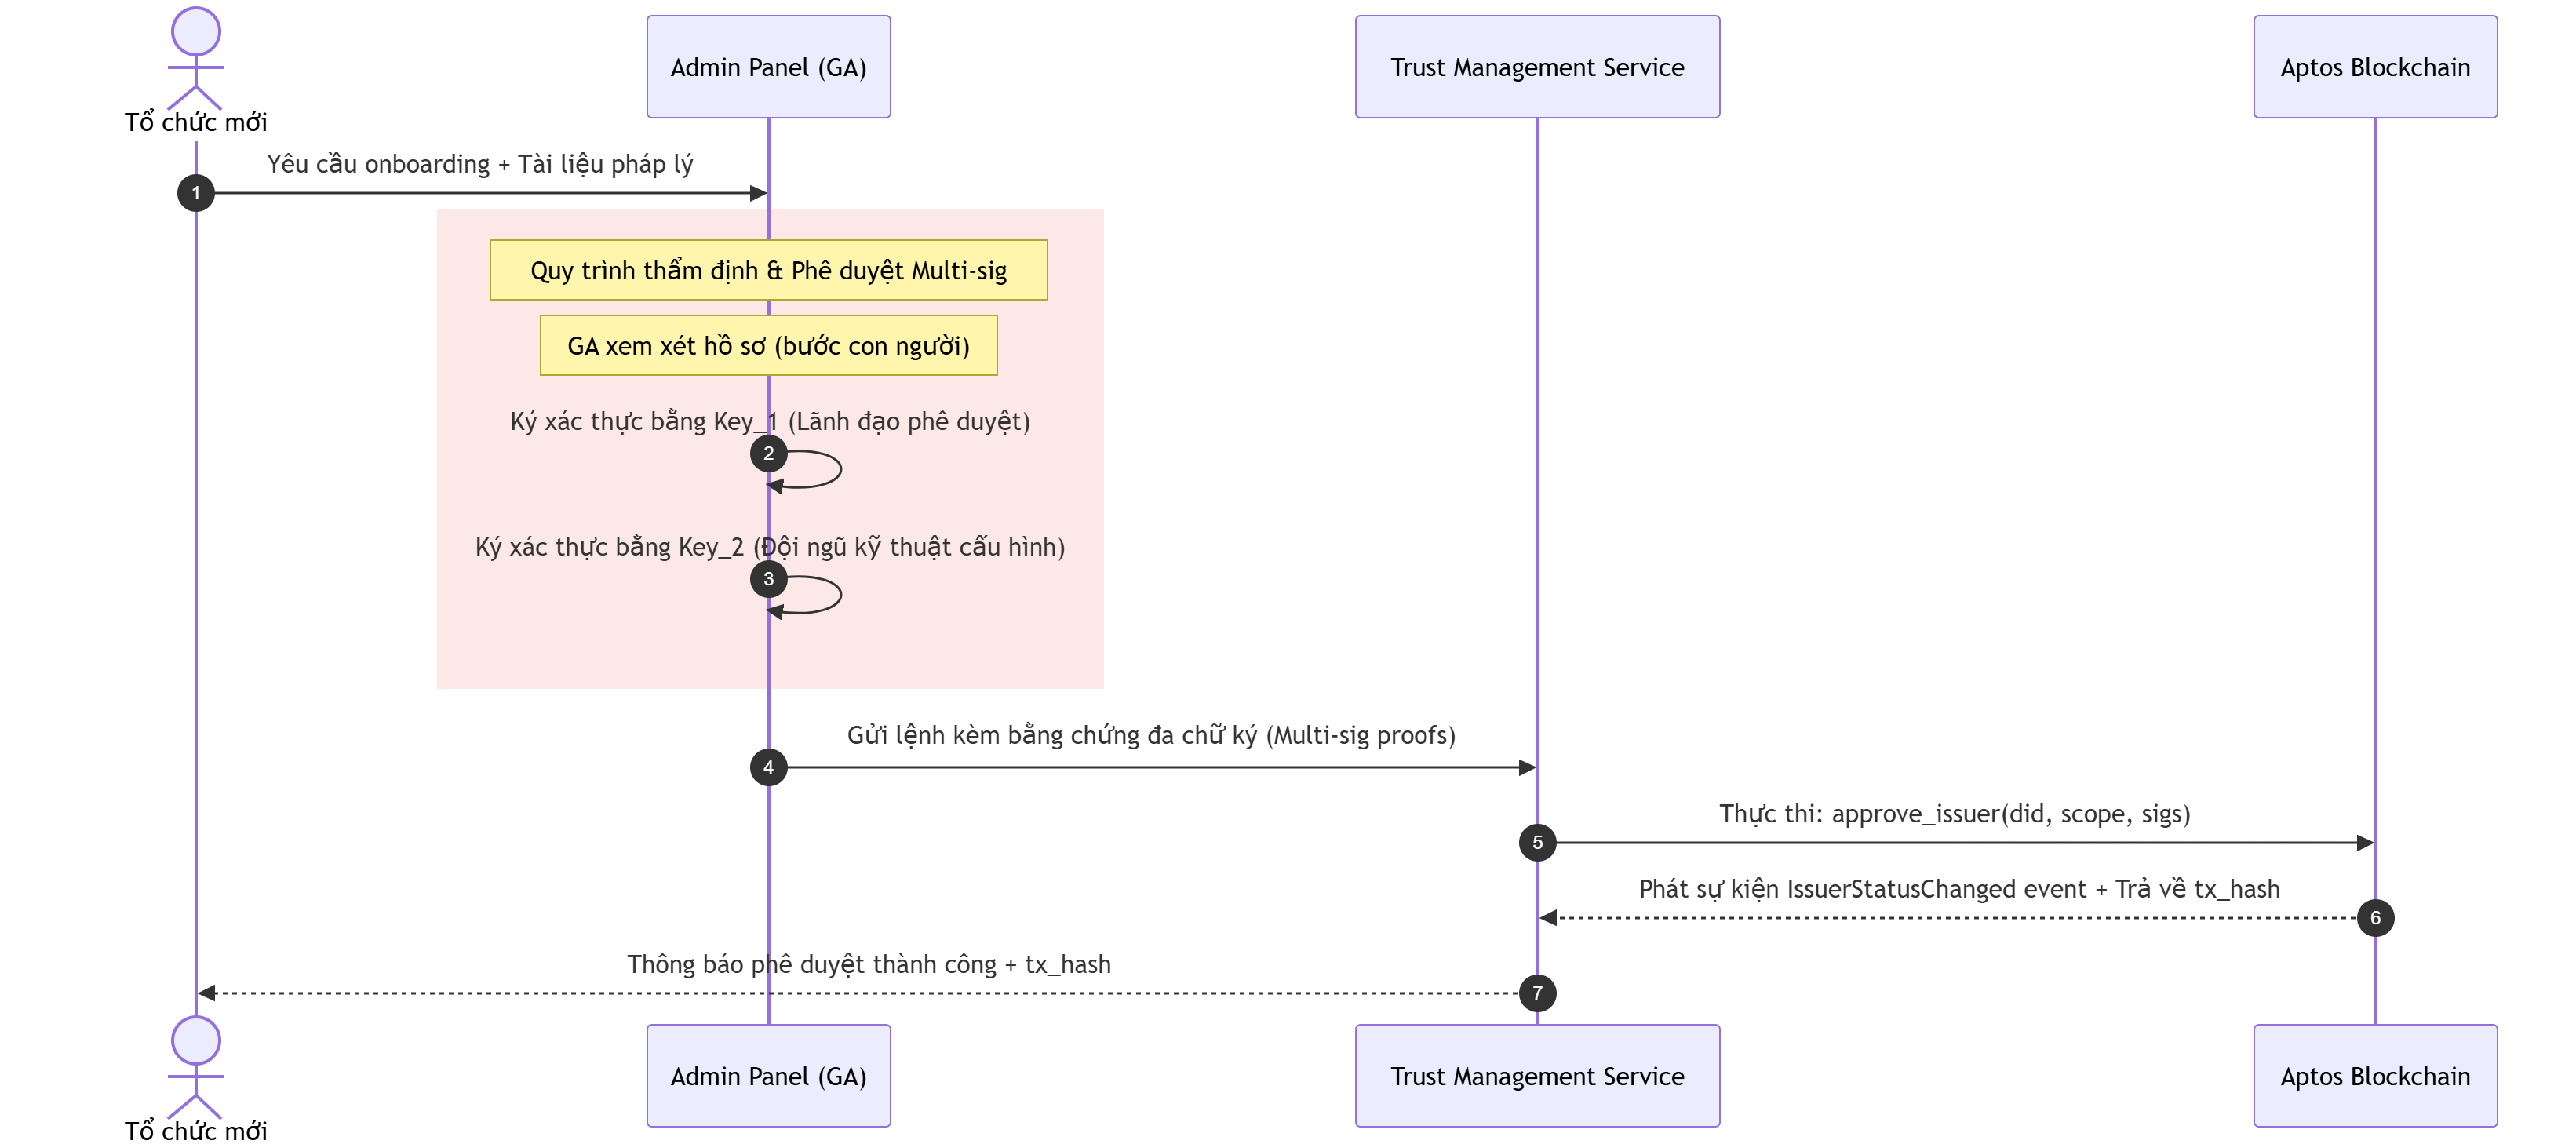 Tổ chức mới
Admin Panel (GA)
Trust Management Service
Aptos Blockchain
Yêu cầu onboarding + Tài liệu pháp lý
1
Quy trình thẩm định & Phê duyệt Multi-sig
GA xem xét hồ sơ (bước con người)
Ký xác thực bằng Key_1 (Lãnh đạo phê duyệt)
2
Ký xác thực bằng Key_2 (Đội ngũ kỹ thuật cấu hình)
3
Gửi lệnh kèm bằng chứng đa chữ ký (Multi-sig proofs)
4
Thực thi: approve_issuer(did, scope, sigs)
5
Phát sự kiện IssuerStatusChanged event + Trả về tx_hash
6
Thông báo phê duyệt thành công + tx_hash
7
Tổ chức mới
Admin Panel (GA)
Trust Management Service
Aptos Blockchain